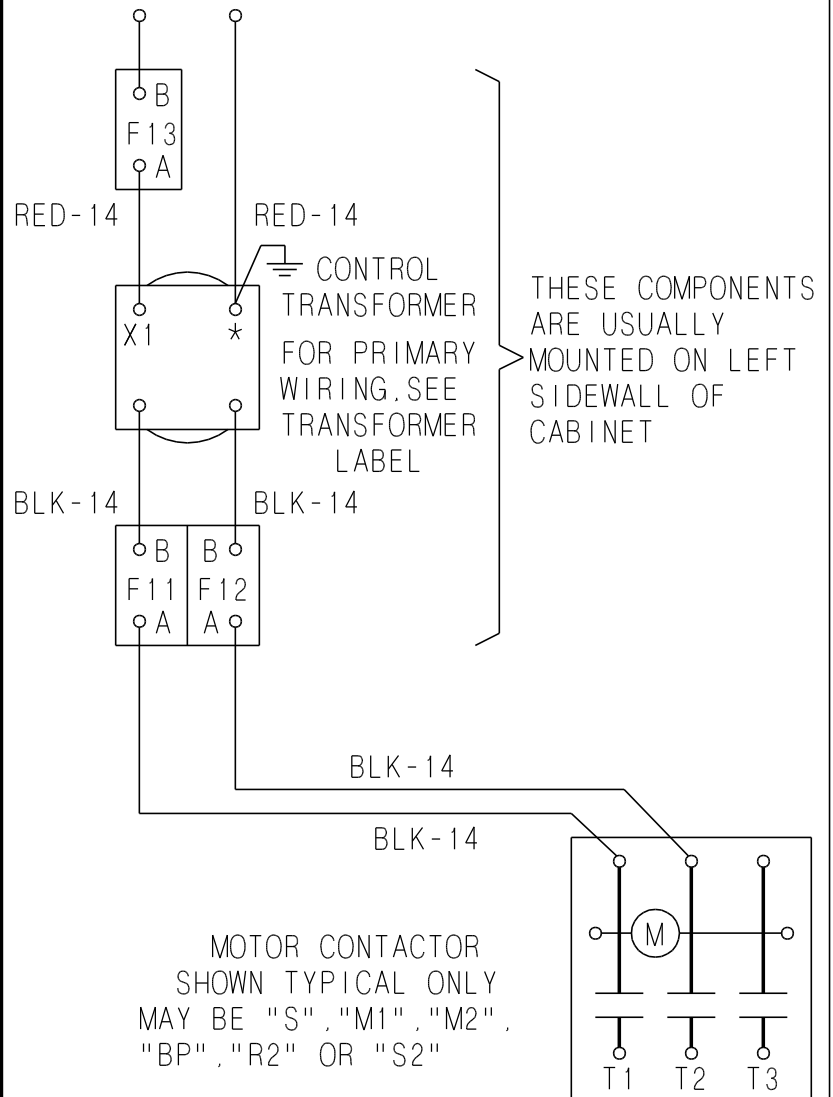 B
F13
A
RED-14 RED-14
CONTROL
TRANSFORMER
X1 *
FOR PRIMARY
WIRING,SEE
TRANSFORMER
LABEL
THESE COMPONENTS
ARE USUALLY
MOUNTED ON LEFT
SIDEWALL OF
CABINET
BLK-14 BLK-14
B B
F11 F12
A A
BLK-14
BLK-14
M
MOTOR CONTACTOR
SHOWN TYPICAL ONLY
MAY BE "S","M1","M2",
"BP","R2" OR "S2"
T1 T2 T3